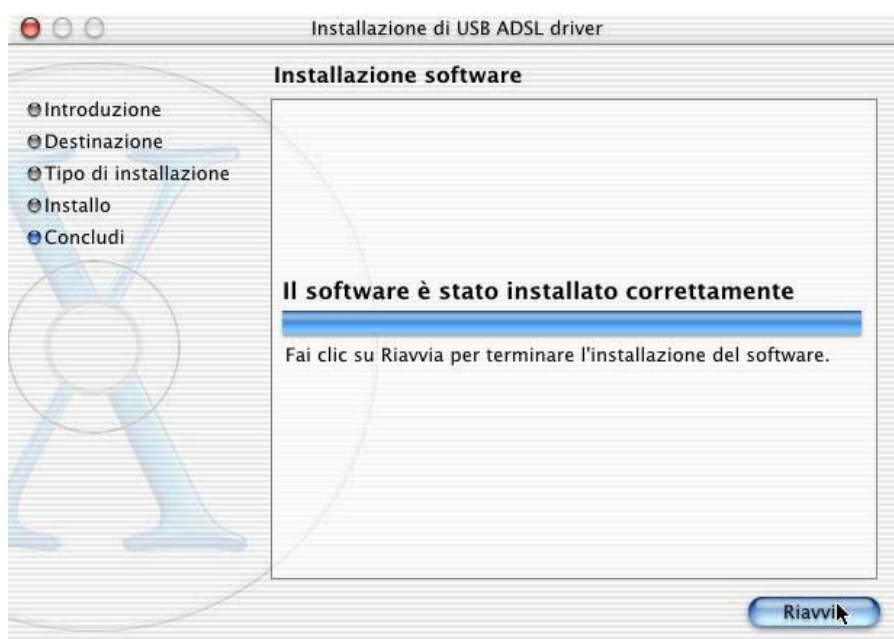 Installazione di USB ADSL driver
Installazione software
Introduzione
Destinazione
Tipo di installazione
Installo
Concludi
Il software è stato installato correttamente
Fai clic su Riavvia per terminare l'installazione del software.
Riavvia